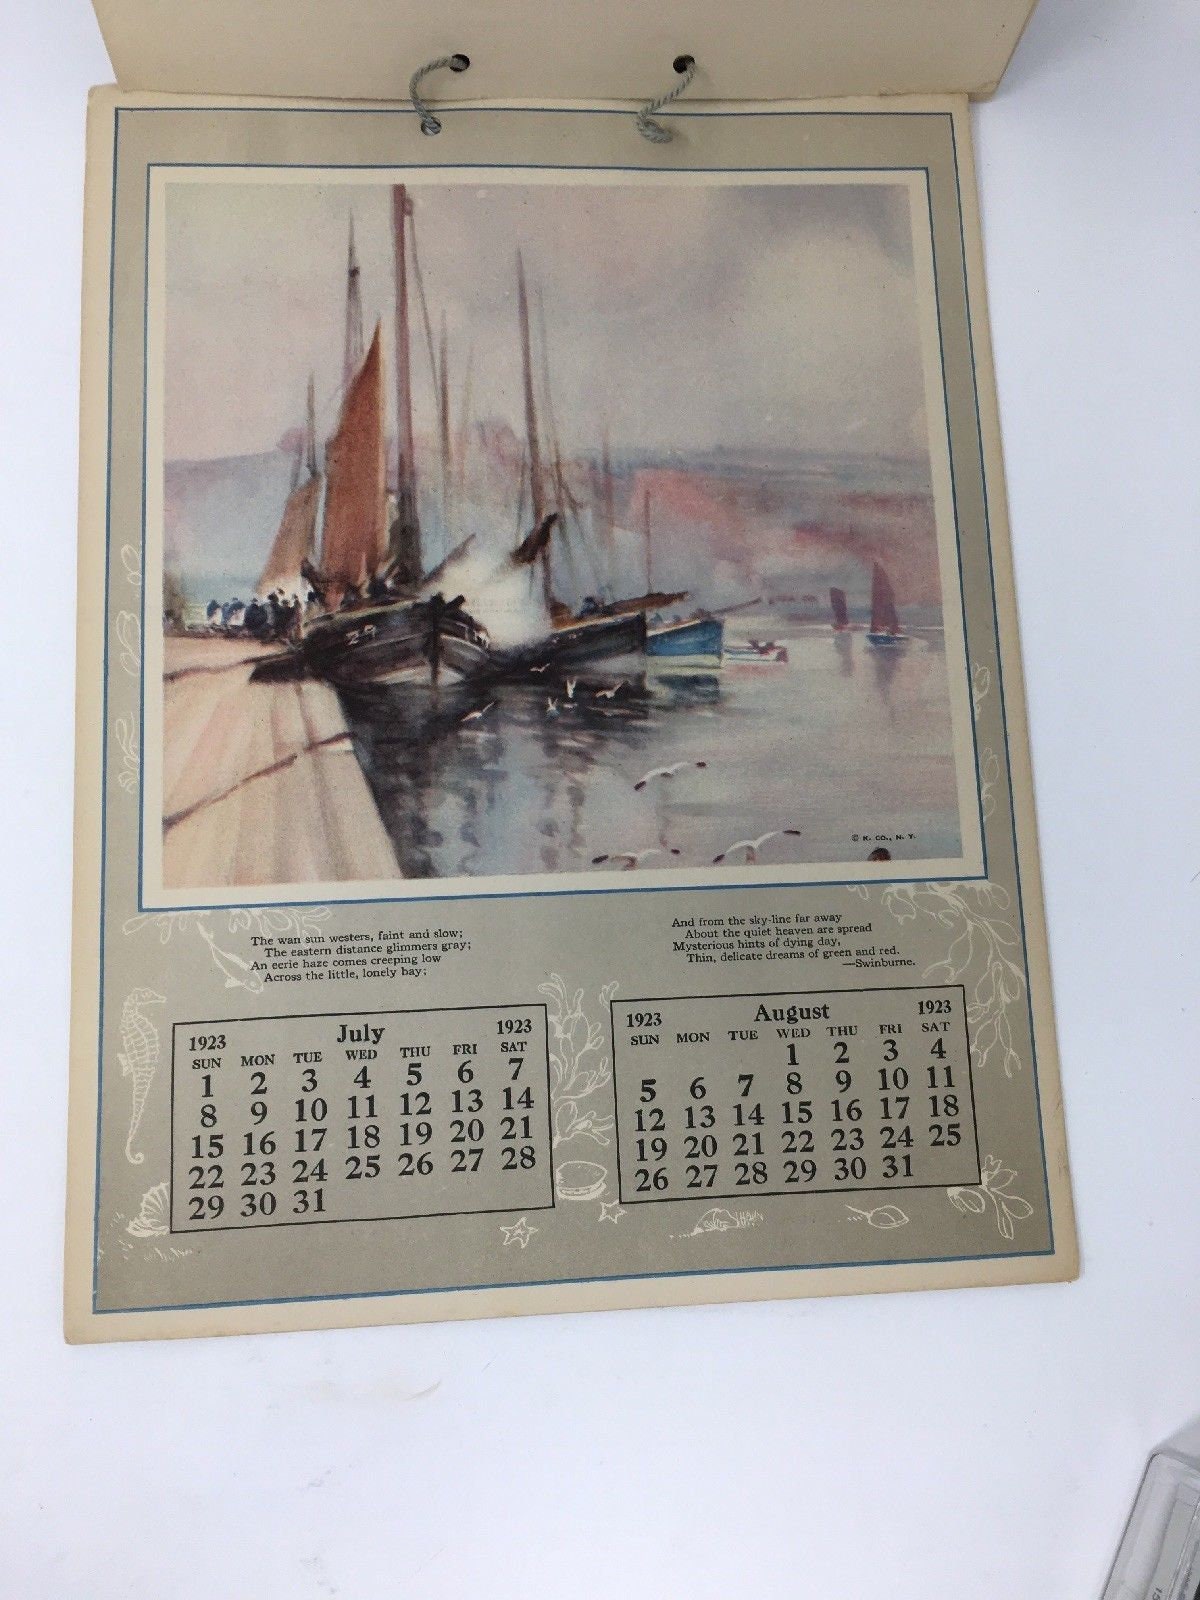 29
© K. CO., N. Y.
The wan sun westers, faint and slow;
The eastern distance glimmers gray;
An eerie haze comes creeping low
Across the little, lonely bay;
And from the sky-line far away
About the quiet heaven are spread
Mysterious hints of dying day,
Thin, delicate dreams of green and red.
—Swinburne.
1923 July 1923
SUN MON TUE WED THU FRI SAT
1 2 3 4 5 6 7
8 9 10 11 12 13 14
15 16 17 18 19 20 21
22 23 24 25 26 27 28
29 30 31
1923 August 1923
SUN MON TUE WED THU FRI SAT
1 2 3 4
5 6 7 8 9 10 11
12 13 14 15 16 17 18
19 20 21 22 23 24 25
26 27 28 29 30 31